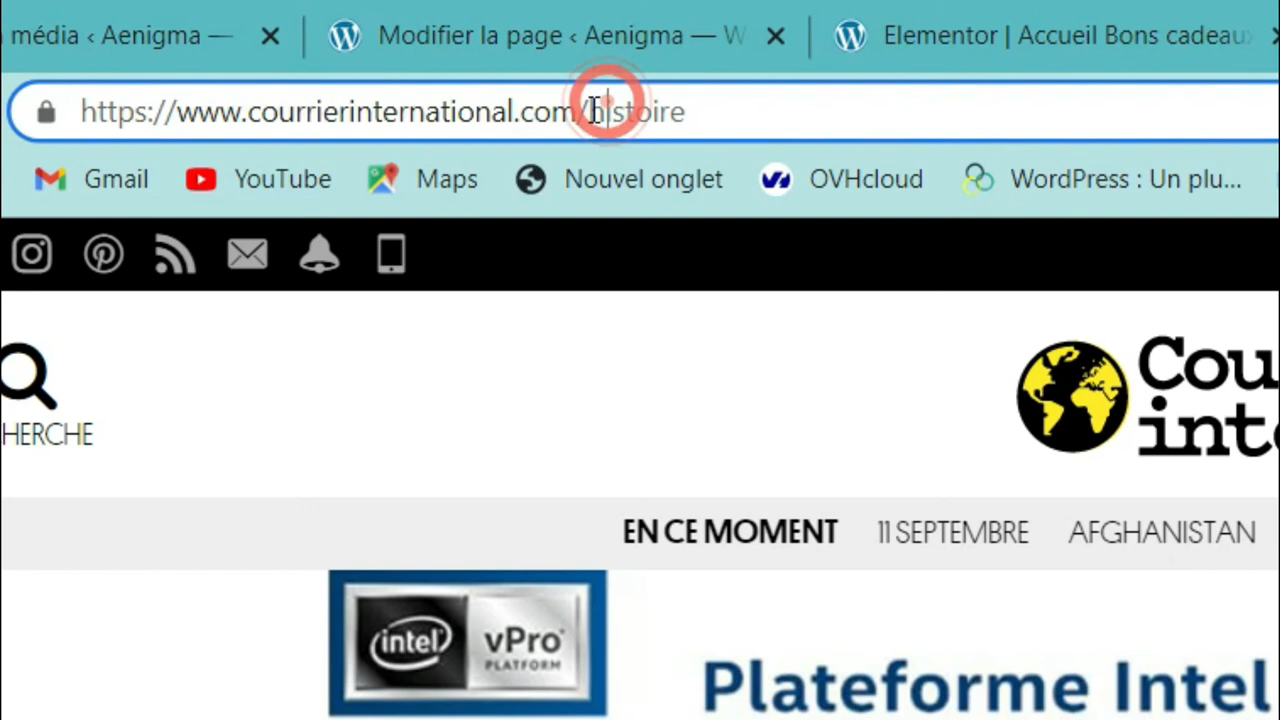 média ‹ Aenigma —
Modifier la page ‹ Aenigma — W
Elementor | Accueil Bons cadeau
https://www.courrierinternational.com/histoire
Gmail
YouTube
Maps
Nouvel onglet
OVHcloud
WordPress : Un plu...
HERCHE
Cou
inte
EN CE MOMENT
11 SEPTEMBRE
AFGHANISTAN
intel
vPro
PLATFORM
Plateforme Intel